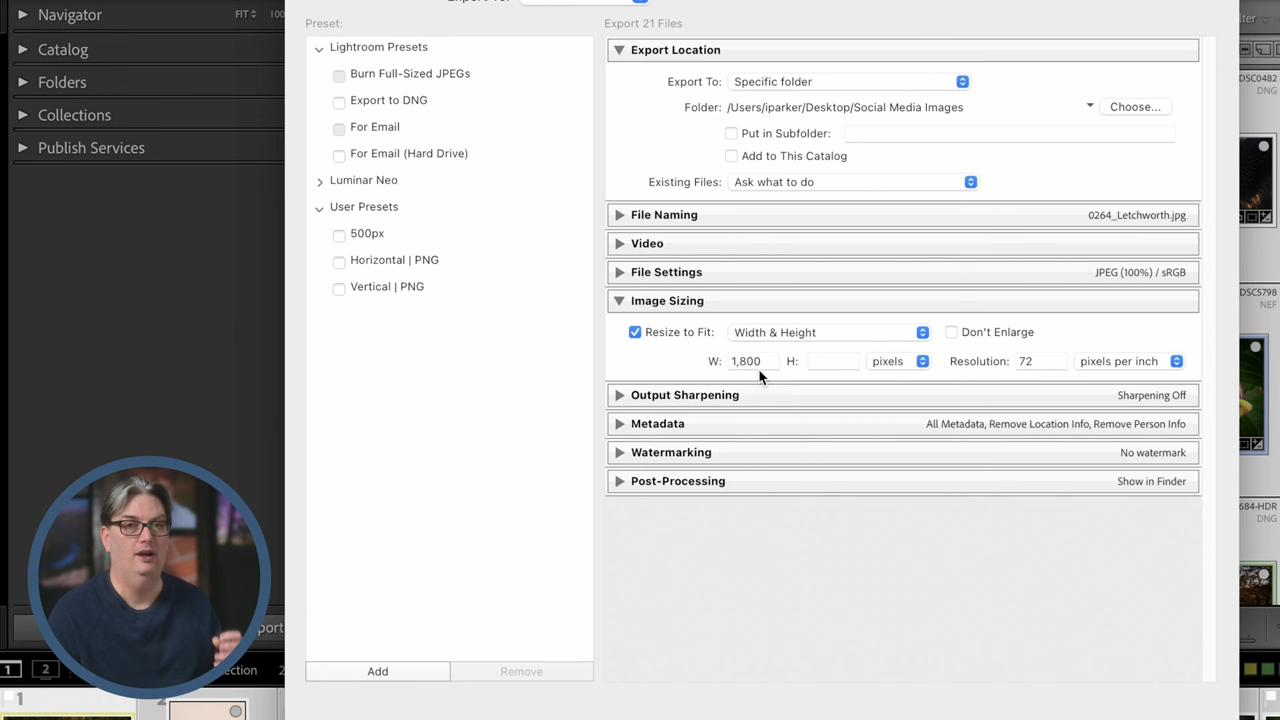 Navigator
FIT
Preset:
Export 21 Files
Lightroom Presets
Export Location
Catalog
Burn Full-Sized JPEGs
Export To: Specific folder
Folders
Export to DNG
Folder: /Users/iparker/Desktop/Social Media Images
Choose...
Collections
For Email
Put in Subfolder:
Publish Services
For Email (Hard Drive)
Add to This Catalog
Luminar Neo
Existing Files: Ask what to do
User Presets
File Naming
0264_Letchworth.jpg
500px
Video
Horizontal | PNG
File Settings
JPEG (100%) / sRGB
Vertical | PNG
Image Sizing
Resize to Fit: Width & Height
Don't Enlarge
W: 1,800 H: pixels
Resolution: 72 pixels per inch
Output Sharpening
Sharpening Off
Metadata
All Metadata, Remove Location Info, Remove Person Info
Watermarking
No watermark
Post-Processing
Show in Finder
DSC0482
DNG
DSC5798
NEF
684-HDR
DNG
Add
Remove
1
2
1
2